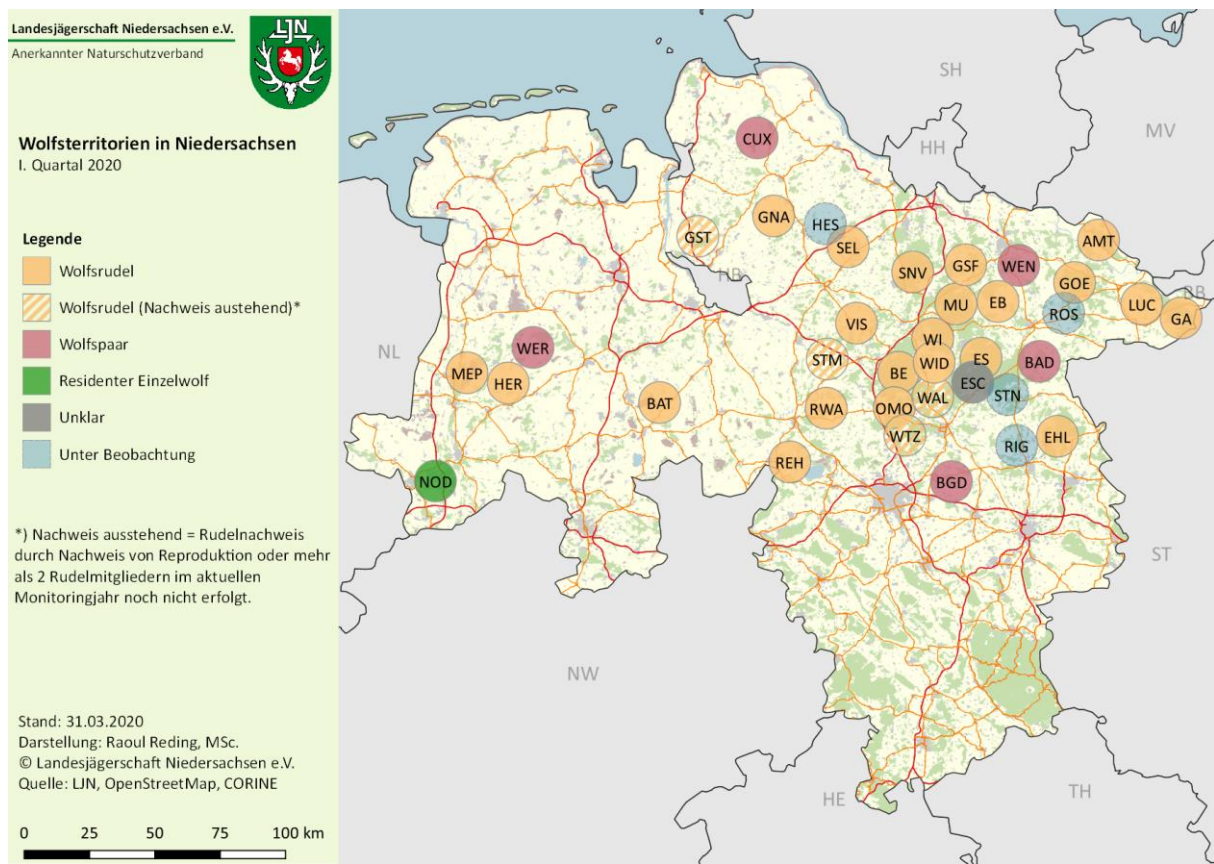 Landesjägerschaft Niedersachsen e.V.
Anerkannter Naturschutzverband
LJN
Wolfsterritorien in Niedersachsen
I. Quartal 2020
Legende
Wolfsrudel
Wolfsrudel (Nachweis austehend)*
Wolfspaar
Residenter Einzelwolf
Unklar
Unter Beobachtung
*) Nachweis ausstehend = Rudelnachweis
durch Nachweis von Reproduktion oder mehr
als 2 Rudelmitgliedern im aktuellen
Monitoringjahr noch nicht erfolgt.
Stand: 31.03.2020
Darstellung: Raoul Reding, MSc.
© Landesjägerschaft Niedersachsen e.V.
Quelle: LJN, OpenStreetMap, CORINE
0 25 50 75 100 km
SH
MV
CUX
HH
GNA
HES
GST
SEL
AMT
SNV
GSF
WEN
HB
GOE
BB
MU
EB
ROS
LUC
GA
VIS
WI
WER
NL
STM
WID
ES
BAD
MEP
HER
BE
ESC
STN
BAT
RWA
OMO
WAL
WTZ
RIG
EHL
REH
NOD
BGD
ST
NW
HE
TH